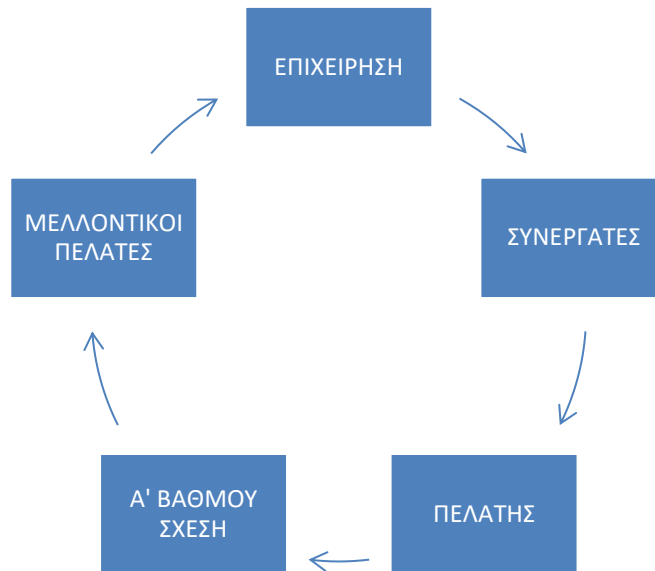 ΕΠΙΧΕΙΡΗΣΗ
ΣΥΝΕΡΓΑΤΕΣ
ΠΕΛΑΤΗΣ
Α' ΒΑΘΜΟΥ
ΣΧΕΣΗ
ΜΕΛΛΟΝΤΙΚΟΙ
ΠΕΛΑΤΕΣ